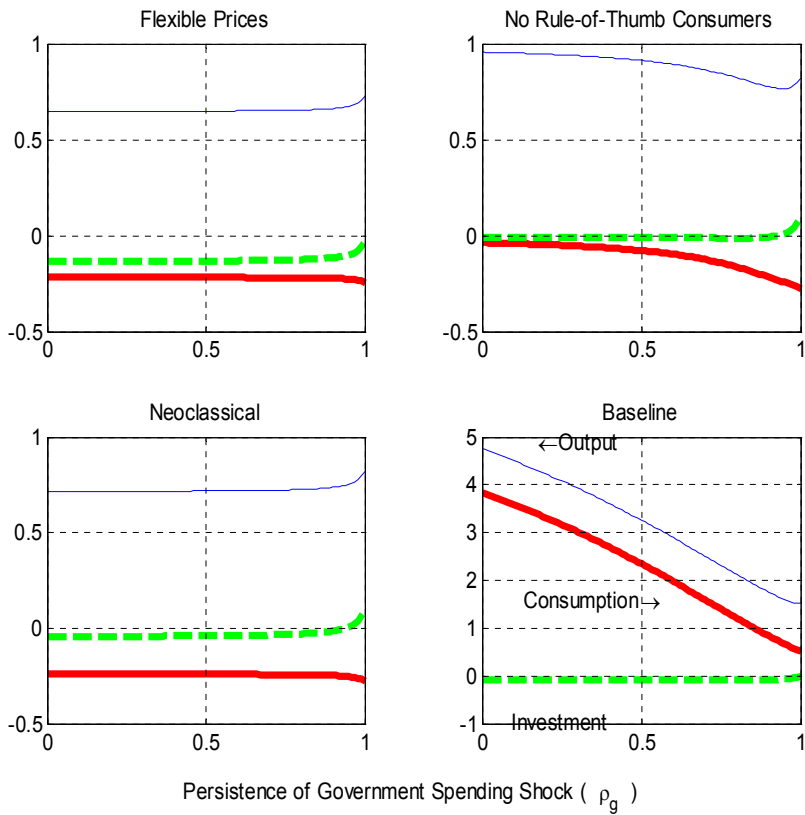 Flexible Prices
1
0.5
0
-0.5
0 0.5 1
No Rule-of-Thumb Consumers
1
0.5
0
-0.5
0 0.5 1
Neoclassical
1
0.5
0
-0.5
0 0.5 1
Baseline
5
4
3
2
1
0
-1
←Output
Consumption→
Investment
0 0.5 1
Persistence of Government Spending Shock ( ρg )